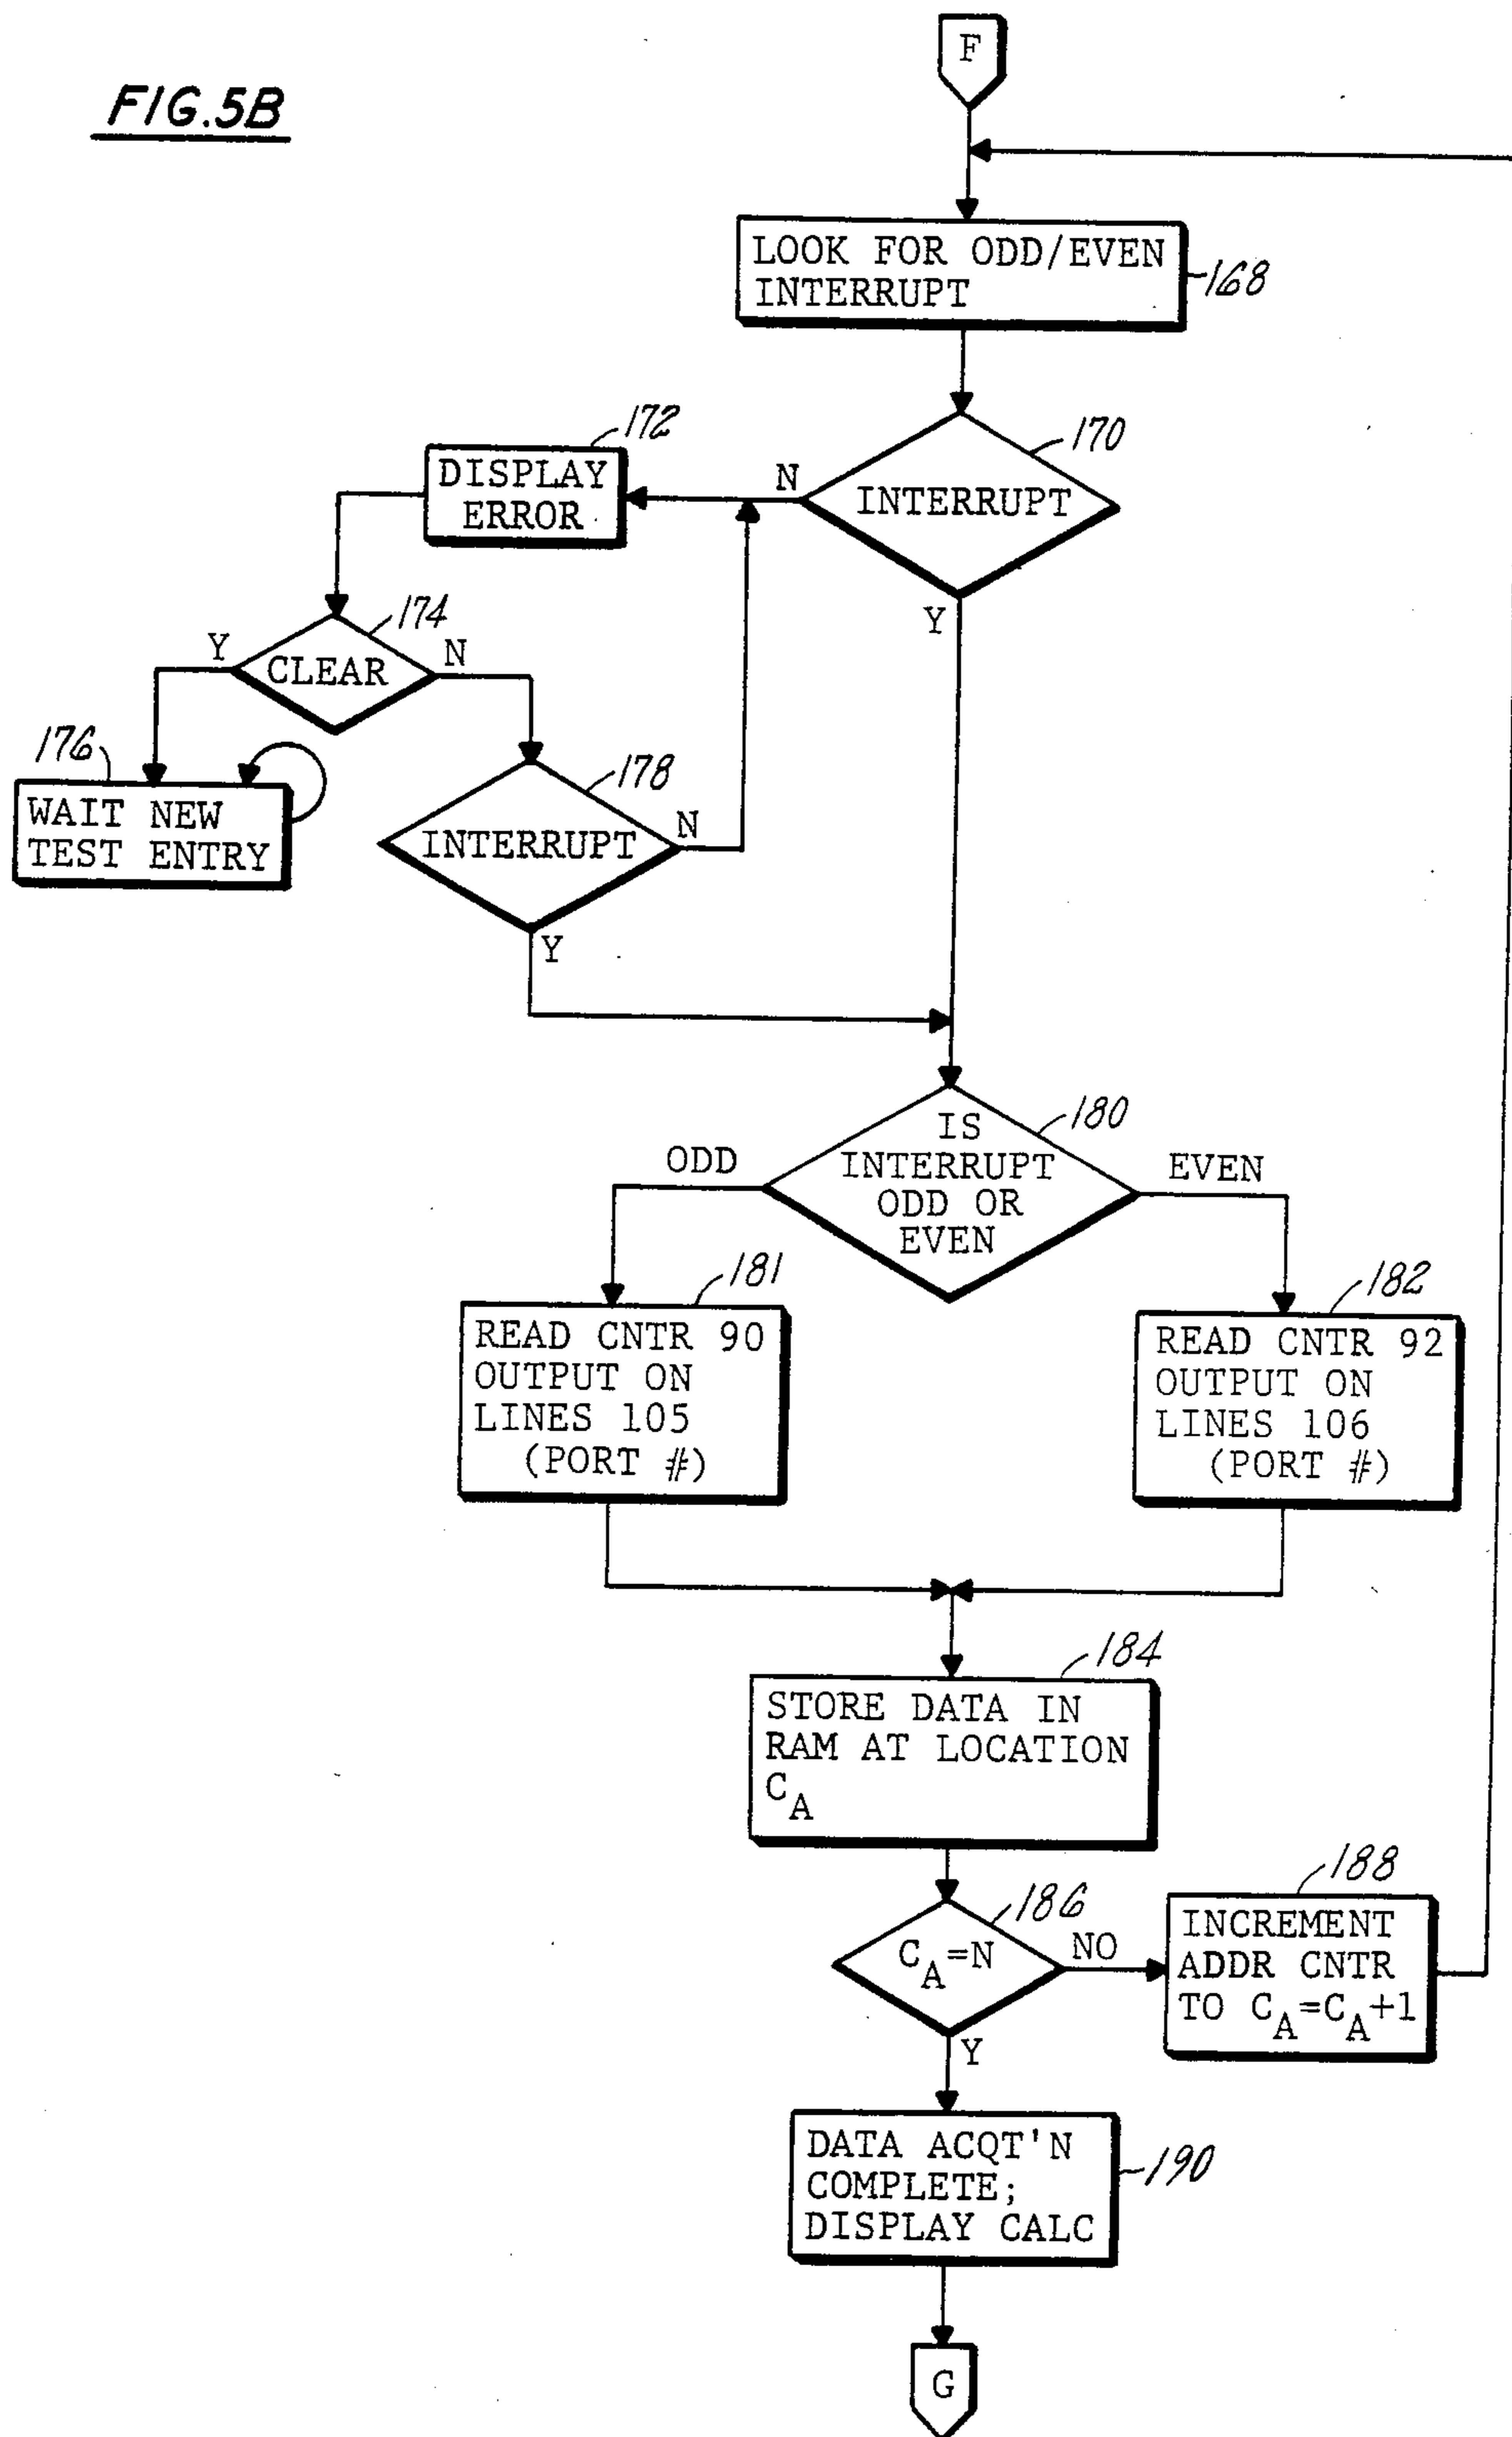 FIG.5B
F
LOOK FOR ODD/EVEN
INTERRUPT
168
170
INTERRUPT
N
Y
172
DISPLAY
ERROR
174
CLEAR
Y
N
176
WAIT NEW
TEST ENTRY
178
INTERRUPT
N
Y
180
IS
INTERRUPT
ODD OR
EVEN
ODD
EVEN
181
READ CNTR 90
OUTPUT ON
LINES 105
(PORT #)
182
READ CNTR 92
OUTPUT ON
LINES 106
(PORT #)
184
STORE DATA IN
RAM AT LOCATION
C_A
186
C_A=N
NO
Y
188
INCREMENT
ADDR CNTR
TO C_A=C_A+1
DATA ACQT'N
COMPLETE;
DISPLAY CALC
190
G